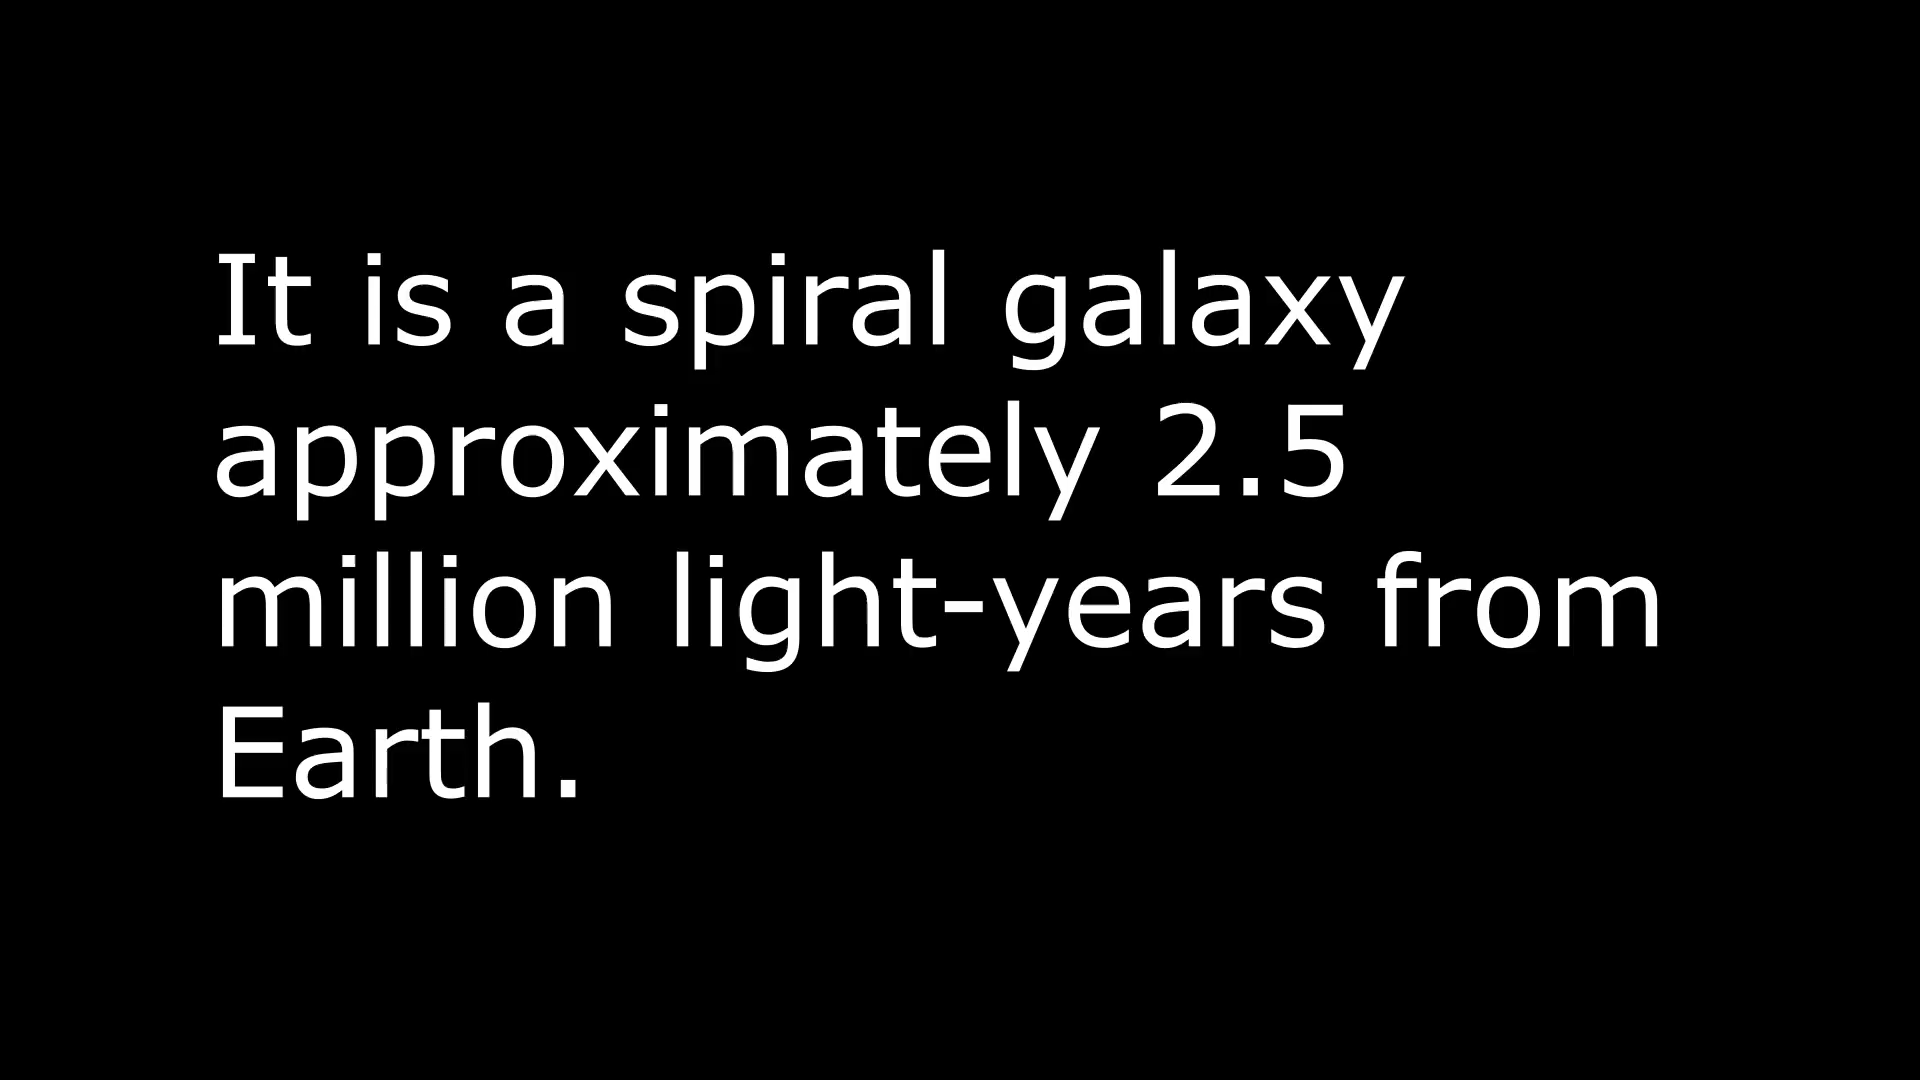 It is a spiral galaxy
approximately 2.5
million light-years from
Earth.